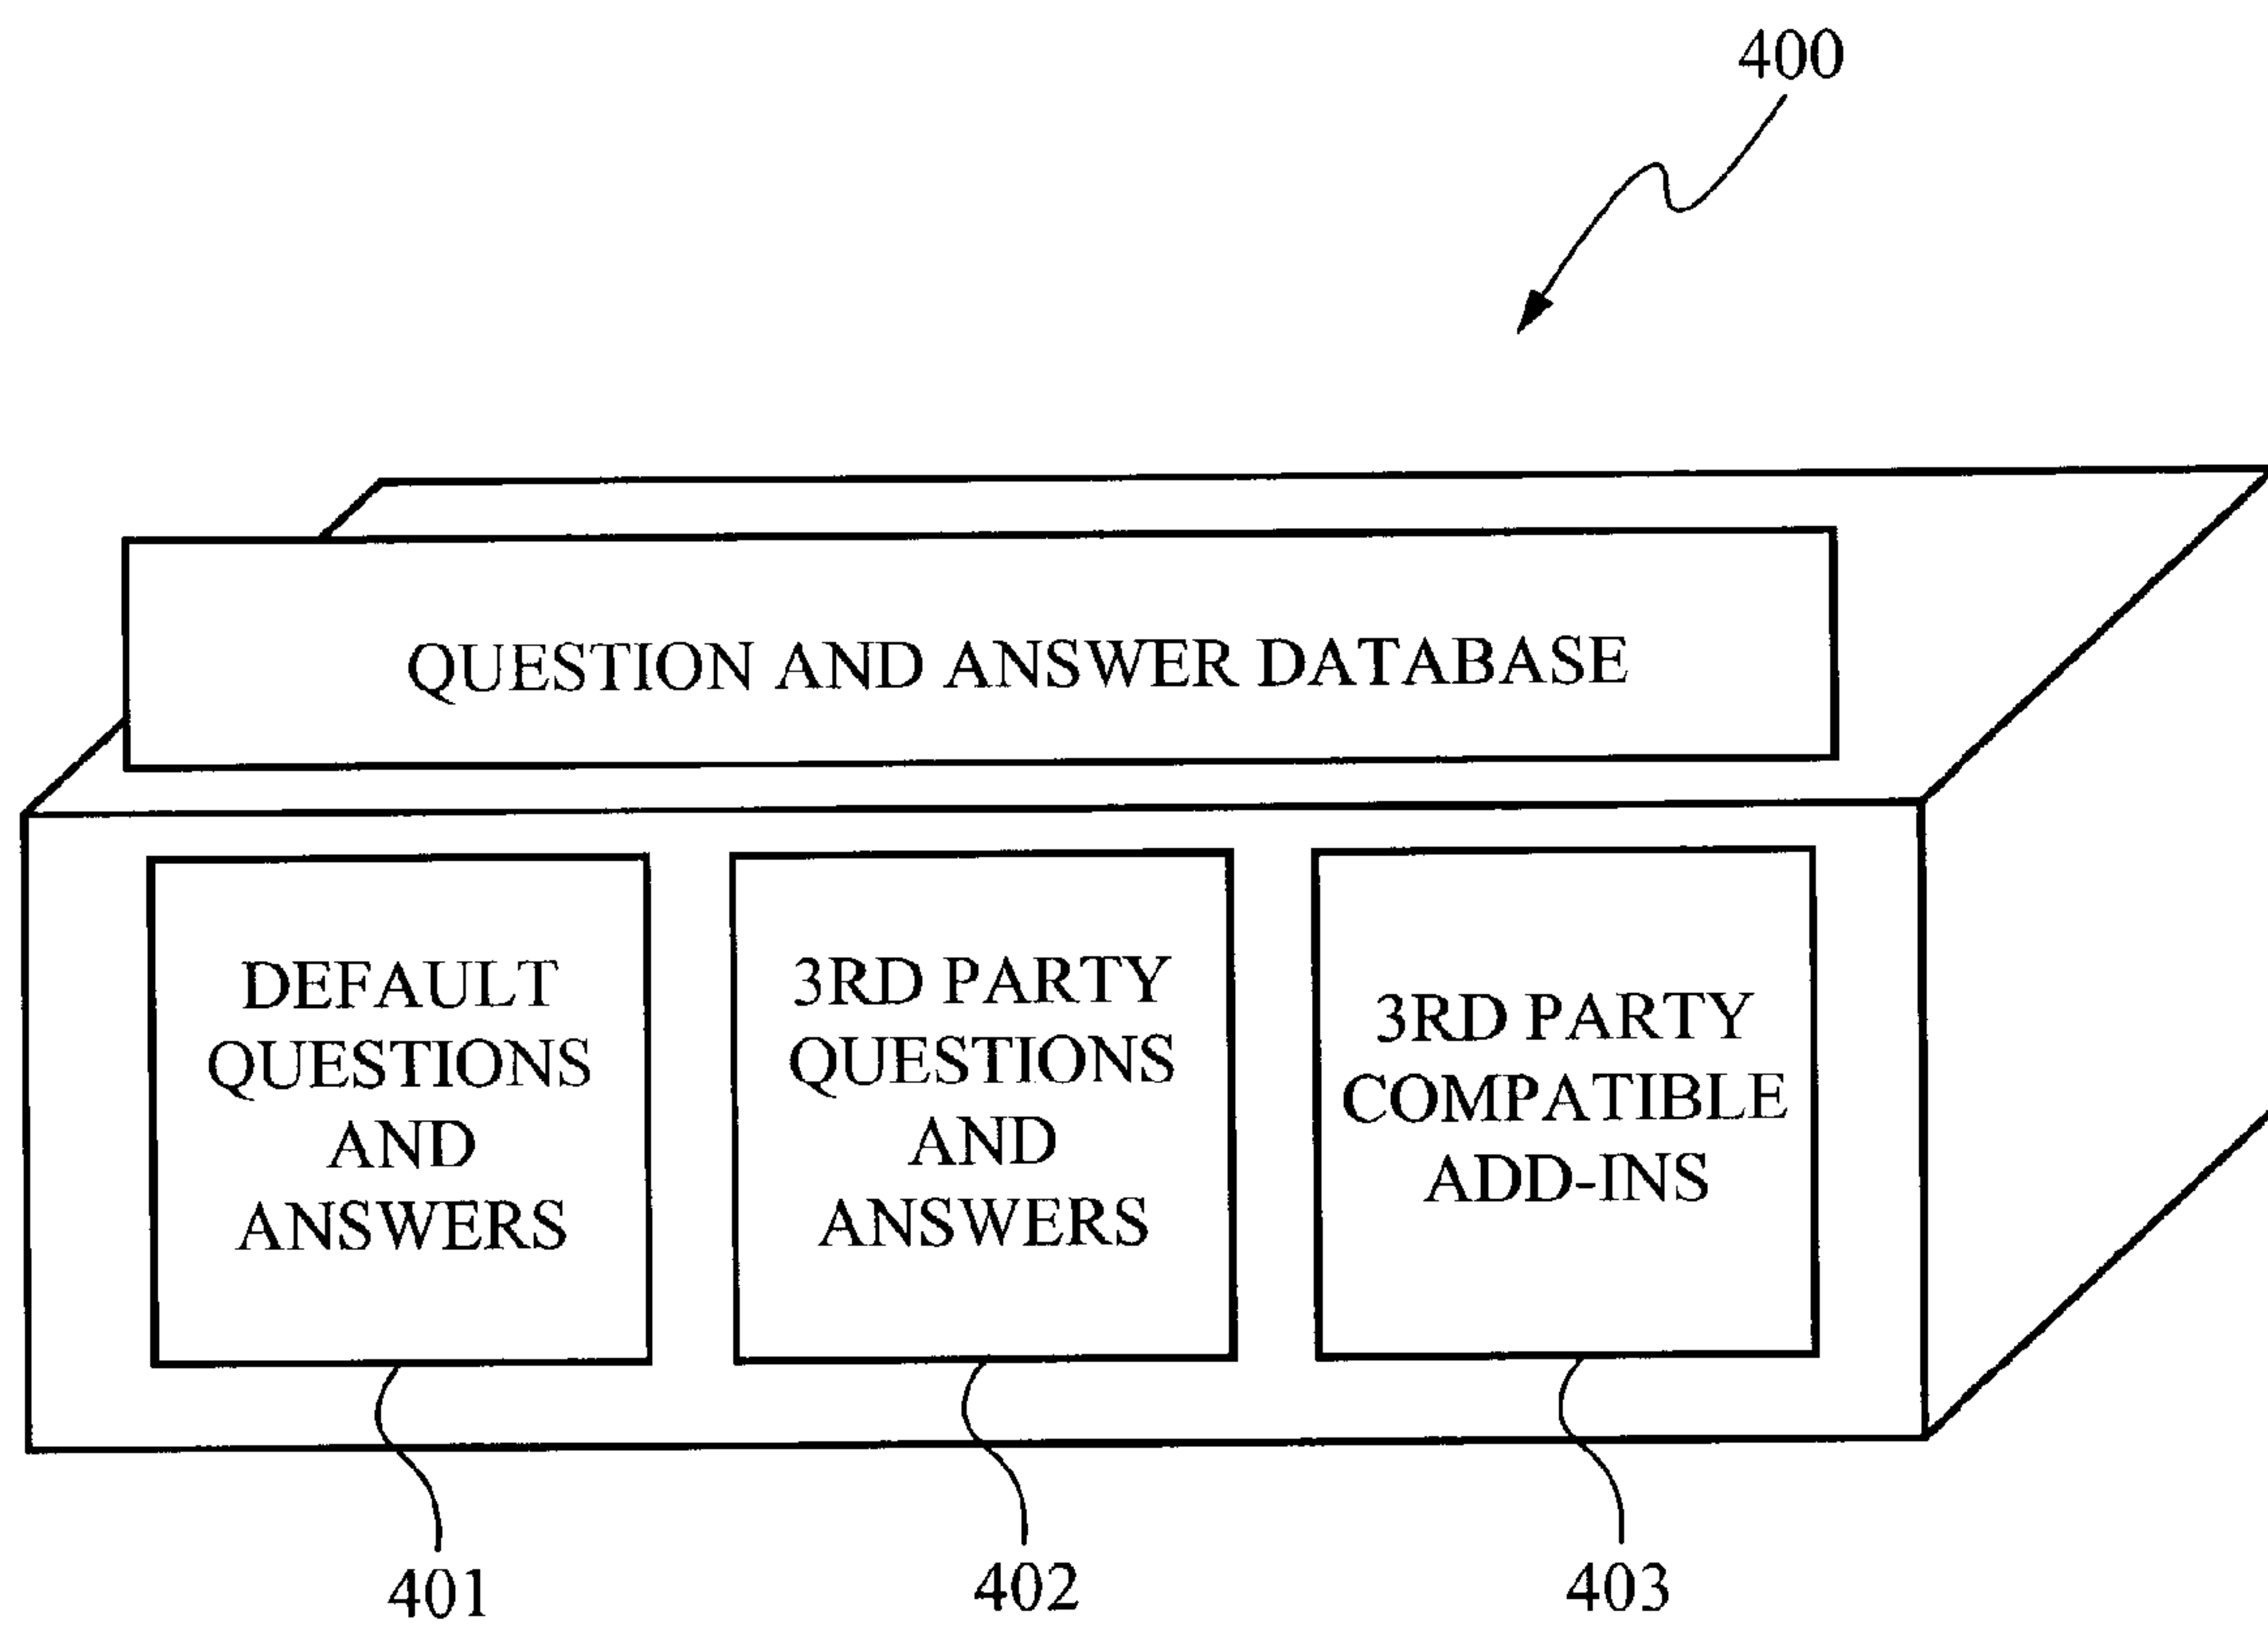 400
QUESTION AND ANSWER DATABASE
DEFAULT
QUESTIONS
AND
ANSWERS
3RD PARTY
QUESTIONS
AND
ANSWERS
3RD PARTY
COMPATIBLE
ADD-INS
401
402
403